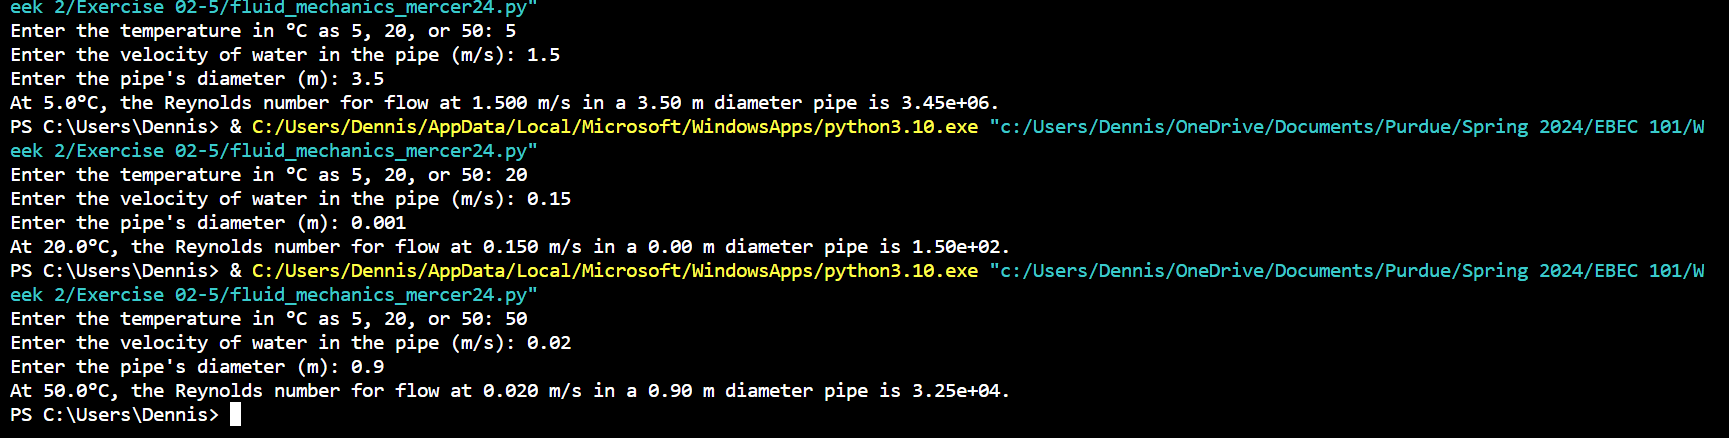 eek 2/Exercise 02-5/fluid_mechanics_mercer24.py"
Enter the temperature in °C as 5, 20, or 50: 5
Enter the velocity of water in the pipe (m/s): 1.5
Enter the pipe's diameter (m): 3.5
At 5.0°C, the Reynolds number for flow at 1.500 m/s in a 3.50 m diameter pipe is 3.45e+06.
PS C:\Users\Dennis> & C:/Users/Dennis/AppData/Local/Microsoft/WindowsApps/python3.10.exe "c:/Users/Dennis/OneDrive/Documents/Purdue/Spring 2024/EBEC 101/W
eek 2/Exercise 02-5/fluid_mechanics_mercer24.py"
Enter the temperature in °C as 5, 20, or 50: 20
Enter the velocity of water in the pipe (m/s): 0.15
Enter the pipe's diameter (m): 0.001
At 20.0°C, the Reynolds number for flow at 0.150 m/s in a 0.00 m diameter pipe is 1.50e+02.
PS C:\Users\Dennis> & C:/Users/Dennis/AppData/Local/Microsoft/WindowsApps/python3.10.exe "c:/Users/Dennis/OneDrive/Documents/Purdue/Spring 2024/EBEC 101/W
eek 2/Exercise 02-5/fluid_mechanics_mercer24.py"
Enter the temperature in °C as 5, 20, or 50: 50
Enter the velocity of water in the pipe (m/s): 0.02
Enter the pipe's diameter (m): 0.9
At 50.0°C, the Reynolds number for flow at 0.020 m/s in a 0.90 m diameter pipe is 3.25e+04.
PS C:\Users\Dennis>